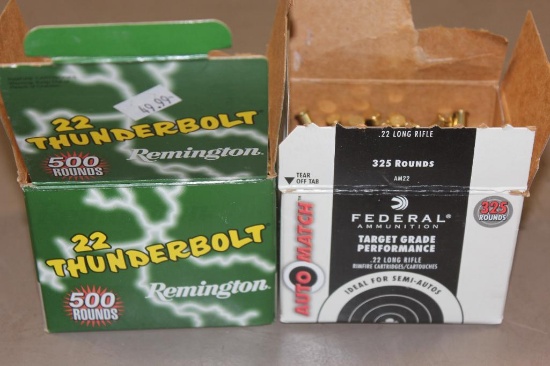 49.99
22
THUNDERBOLT
500
ROUNDS
Remington
22
THUNDERBOLT
500
ROUNDS
Remington
.22 LONG RIFLE
325 ROUNDS
AM22
TEAR
OFF TAB
FEDERAL
AMMUNITION
325
ROUNDS
TARGET GRADE
PERFORMANCE
.22 LONG RIFLE
RIMFIRE CARTRIDGES/CARTOUCHES
AUTO MATCH
IDEAL FOR SEMI-AUTOS